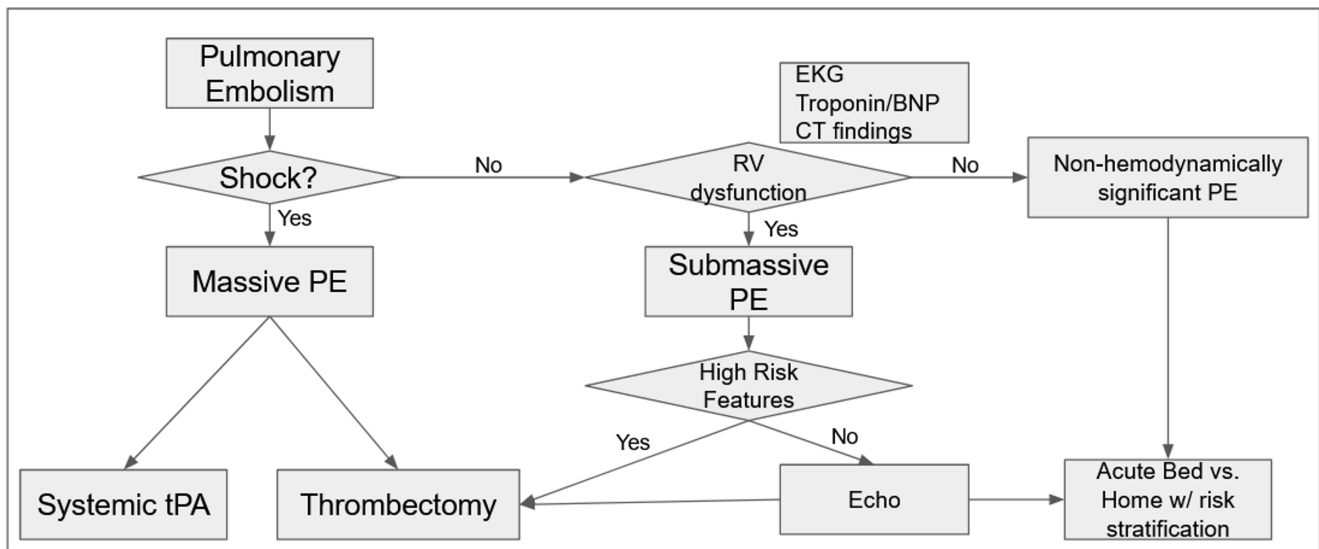 Pulmonary
Embolism
EKG
Troponin/BNP
CT findings
Shock?
No
RV
dysfunction
No
Non-hemodynamically
significant PE
Yes
Yes
Massive PE
Submassive
PE
High Risk
Features
Yes
No
Systemic tPA
Thrombectomy
Echo
Acute Bed vs.
Home w/ risk
stratification